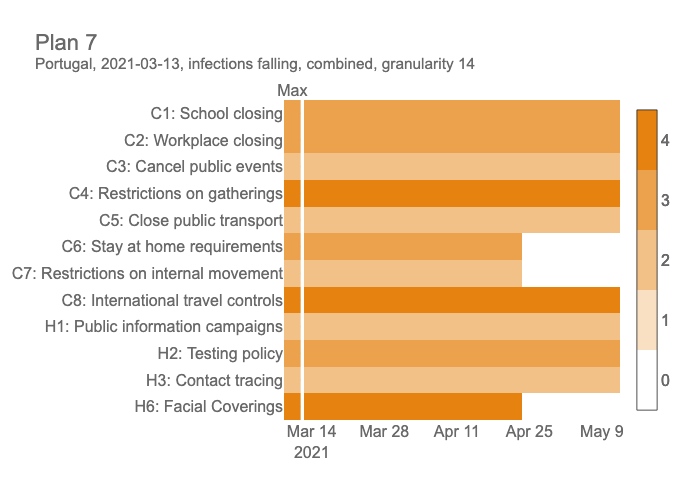 Plan 7
Portugal, 2021-03-13, infections falling, combined, granularity 14
Max
C1: School closing
C2: Workplace closing
C3: Cancel public events
C4: Restrictions on gatherings
C5: Close public transport
C6: Stay at home requirements
C7: Restrictions on internal movement
C8: International travel controls
H1: Public information campaigns
H2: Testing policy
H3: Contact tracing
H6: Facial Coverings
Mar 14 Mar 28 Apr 11 Apr 25 May 9
2021
4
3
2
1
0